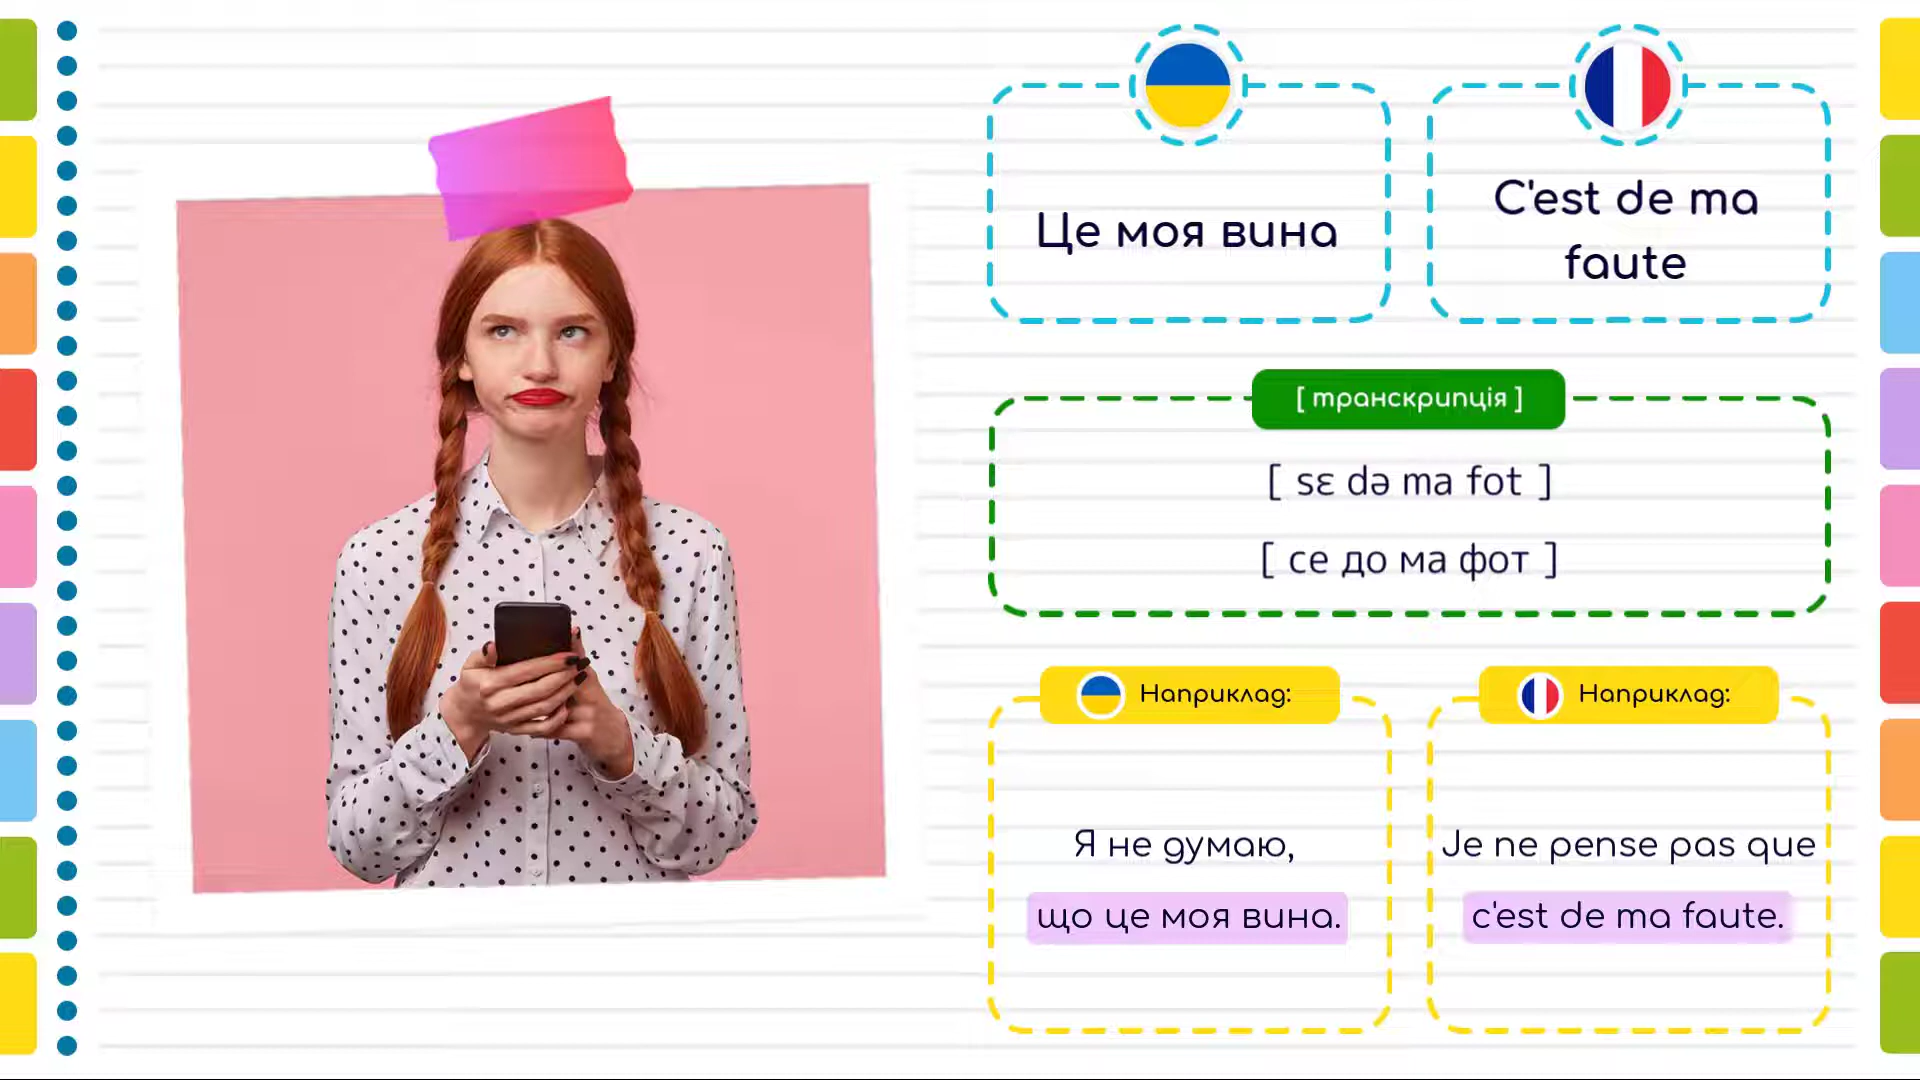 Це моя вина
C'est de ma
faute
[ транскрипція ]
[ sɛ də ma fot ]
[ се до ма фот ]
Наприклад:
Я не думаю,
що це моя вина.
Наприклад:
Je ne pense pas que
c'est de ma faute.